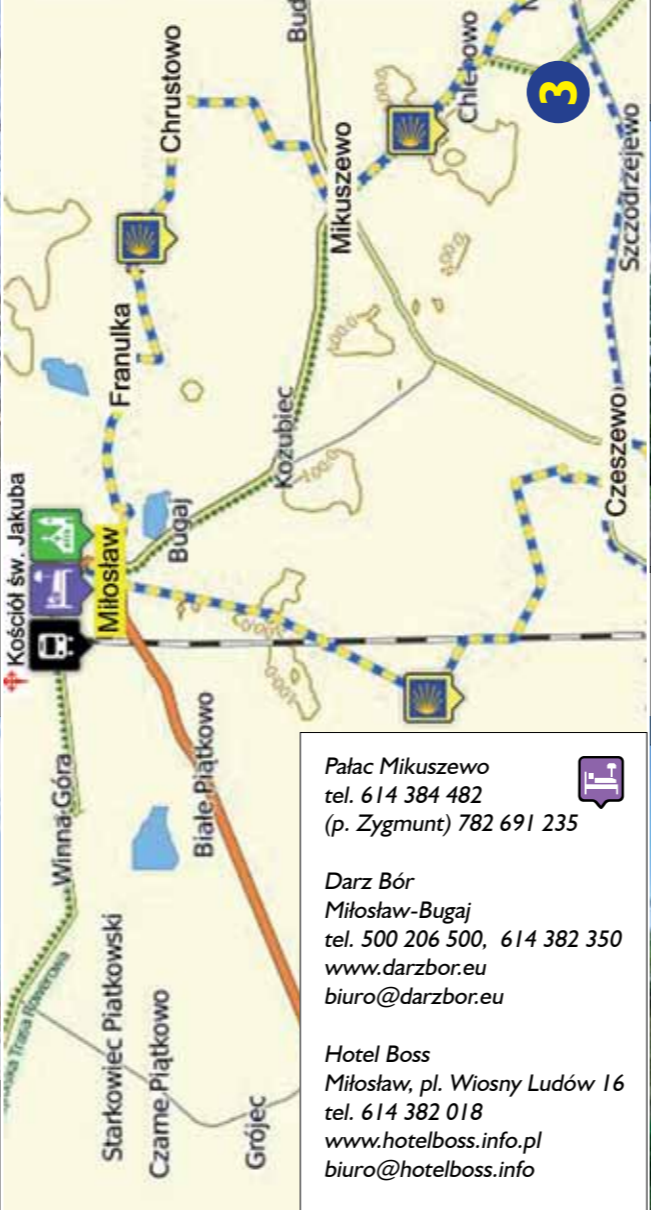 Kościół św. Jakuba
Miłosław
Franulka
Chrustowo
Bugaj
Kozubiec
Mikuszewo
Czeszewo
Szczodrzejewo
3
Winna Góra
Białe Piątkowo
Starkowiec Piatkowski
Czarne Piątkowo
Grójec
Pałac Mikuszewo
tel. 614 384 482
(p. Zygmunt) 782 691 235
Darz Bór
Miłosław-Bugaj
tel. 500 206 500, 614 382 350
www.darzbor.eu
biuro@darzbor.eu
Hotel Boss
Miłosław, pl. Wiosny Ludów 16
tel. 614 382 018
www.hotelboss.info.pl
biuro@hotelboss.info